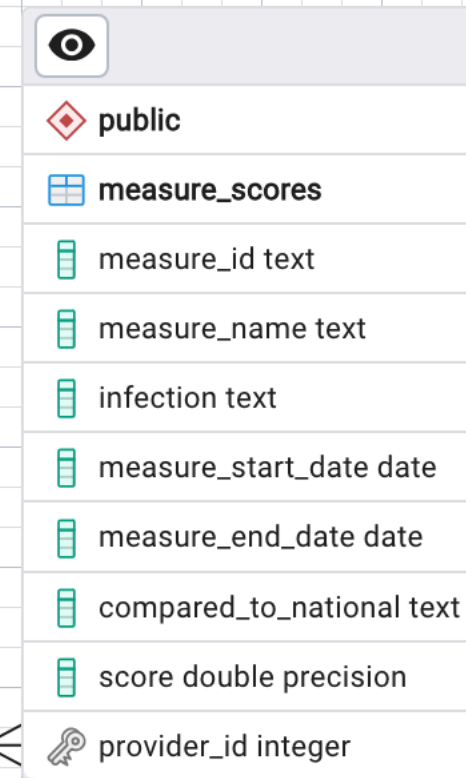 public
measure_scores
measure_id text
measure_name text
infection text
measure_start_date date
measure_end_date date
compared_to_national text
score double precision
provider_id integer